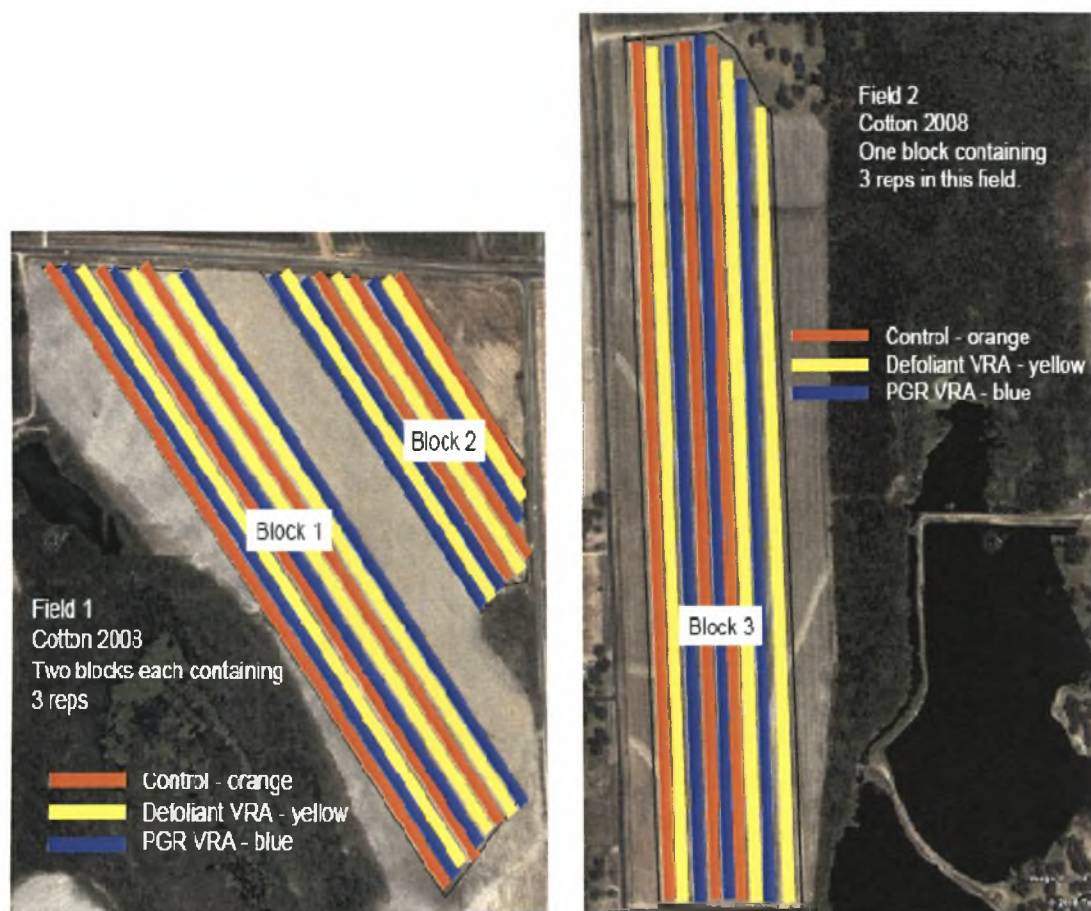 Field 2
Cotton 2008
One block containing
3 reps in this field.
Control - orange
Defoliant VRA - yellow
PGR VRA - blue
Block 2
Block 1
Block 3
Field 1
Cotton 2008
Two blocks each containing
3 reps
Control - orange
Defoliant VRA - yellow
PGR VRA - blue